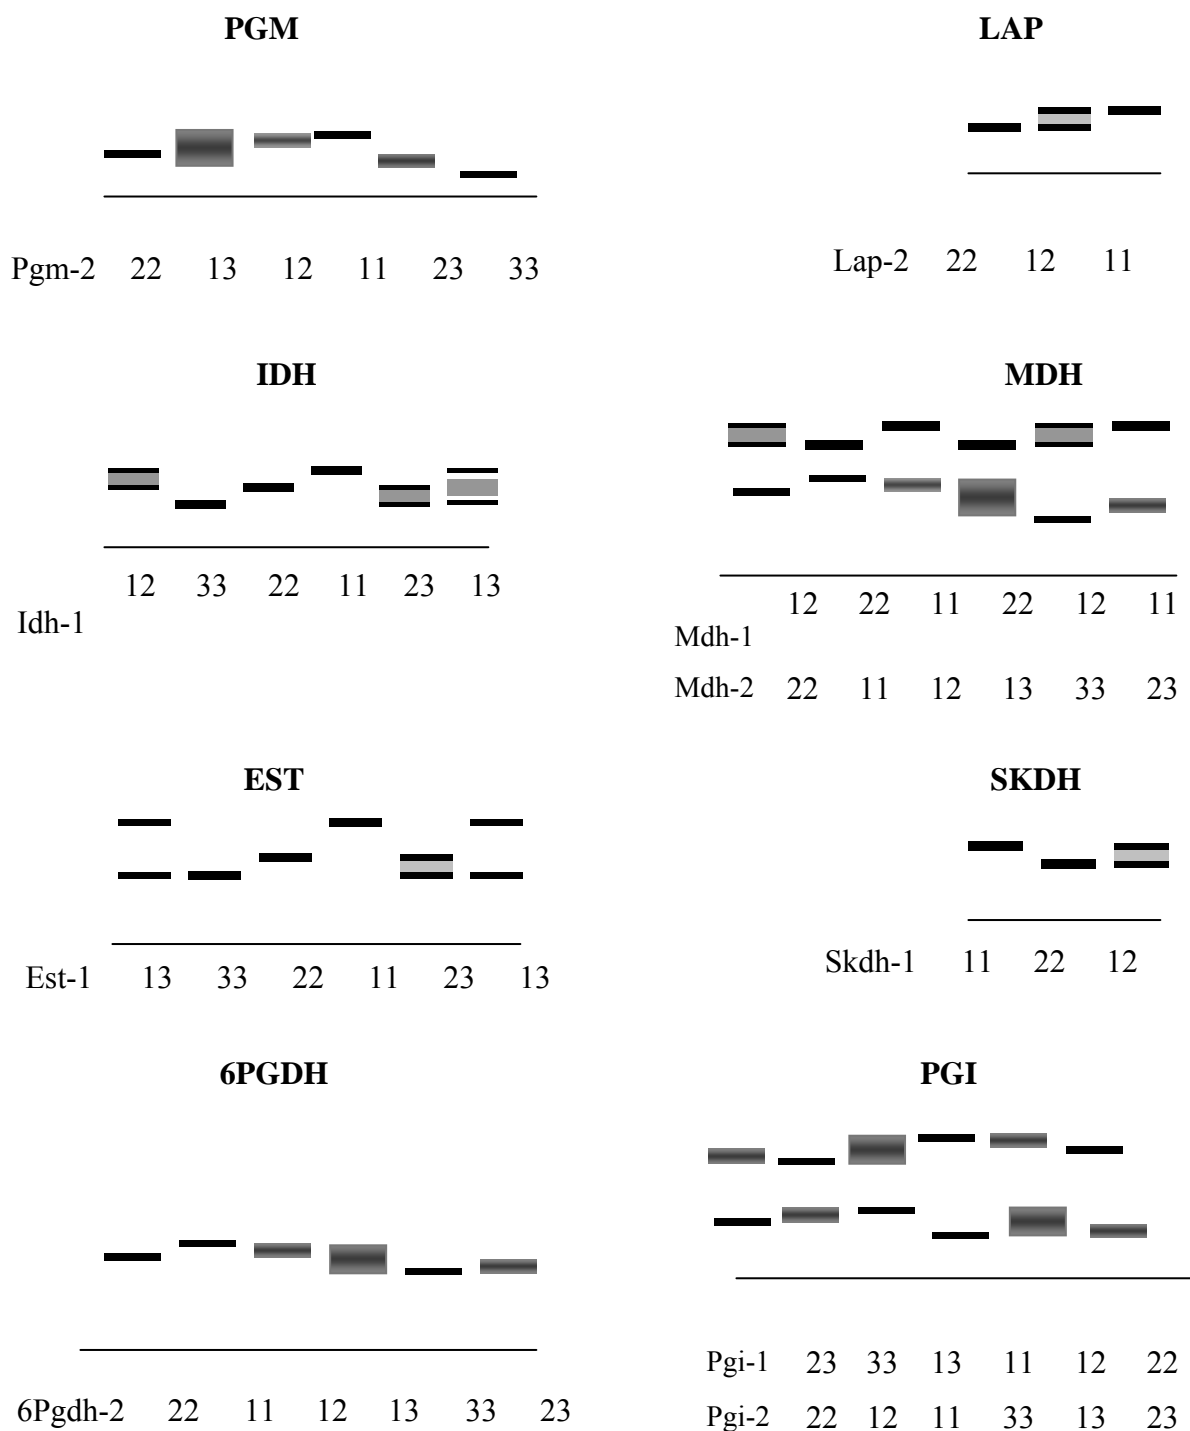 PGM
LAP
Pgm-2 22 13 12 11 23 33
Lap-2 22 12 11
IDH
MDH
12 33 22 11 23 13
Idh-1
12 22 11 22 12 11
Mdh-1
Mdh-2 22 11 12 13 33 23
EST
SKDH
Est-1 13 33 22 11 23 13
Skdh-1 11 22 12
6PGDH
PGI
6Pgdh-2 22 11 12 13 33 23
Pgi-1 23 33 13 11 12 22
Pgi-2 22 12 11 33 13 23